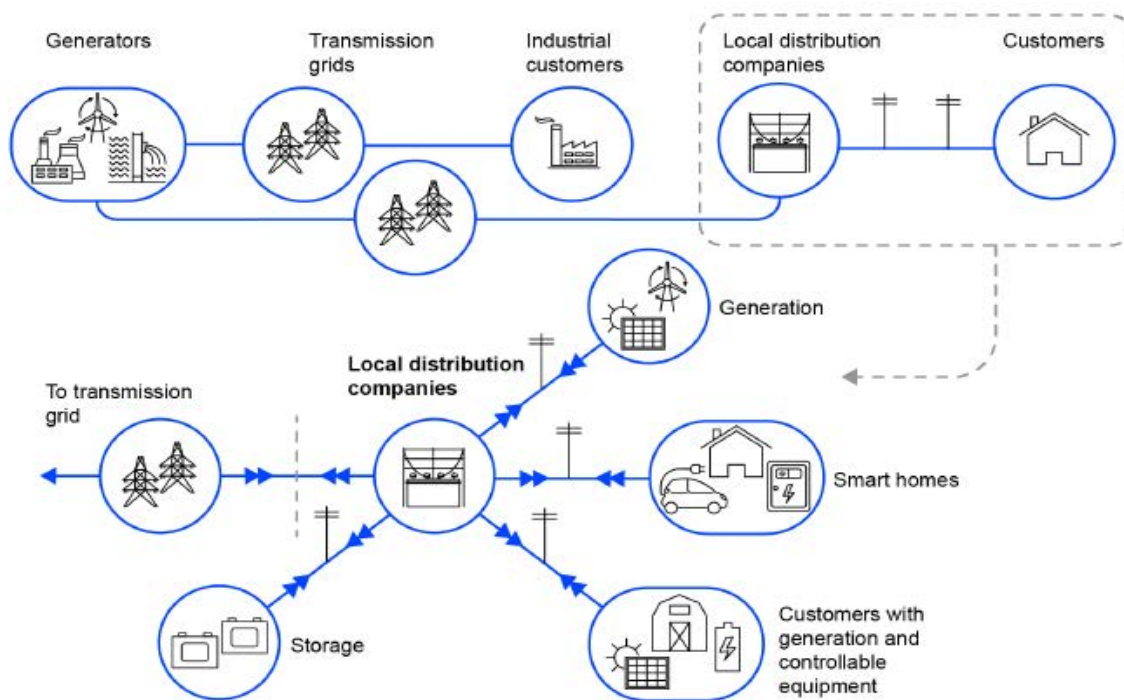 Generators
Transmission
grids
Industrial
customers
Local distribution
companies
Customers
Generation
Local distribution
companies
To transmission
grid
Smart homes
Storage
Customers with
generation and
controllable
equipment